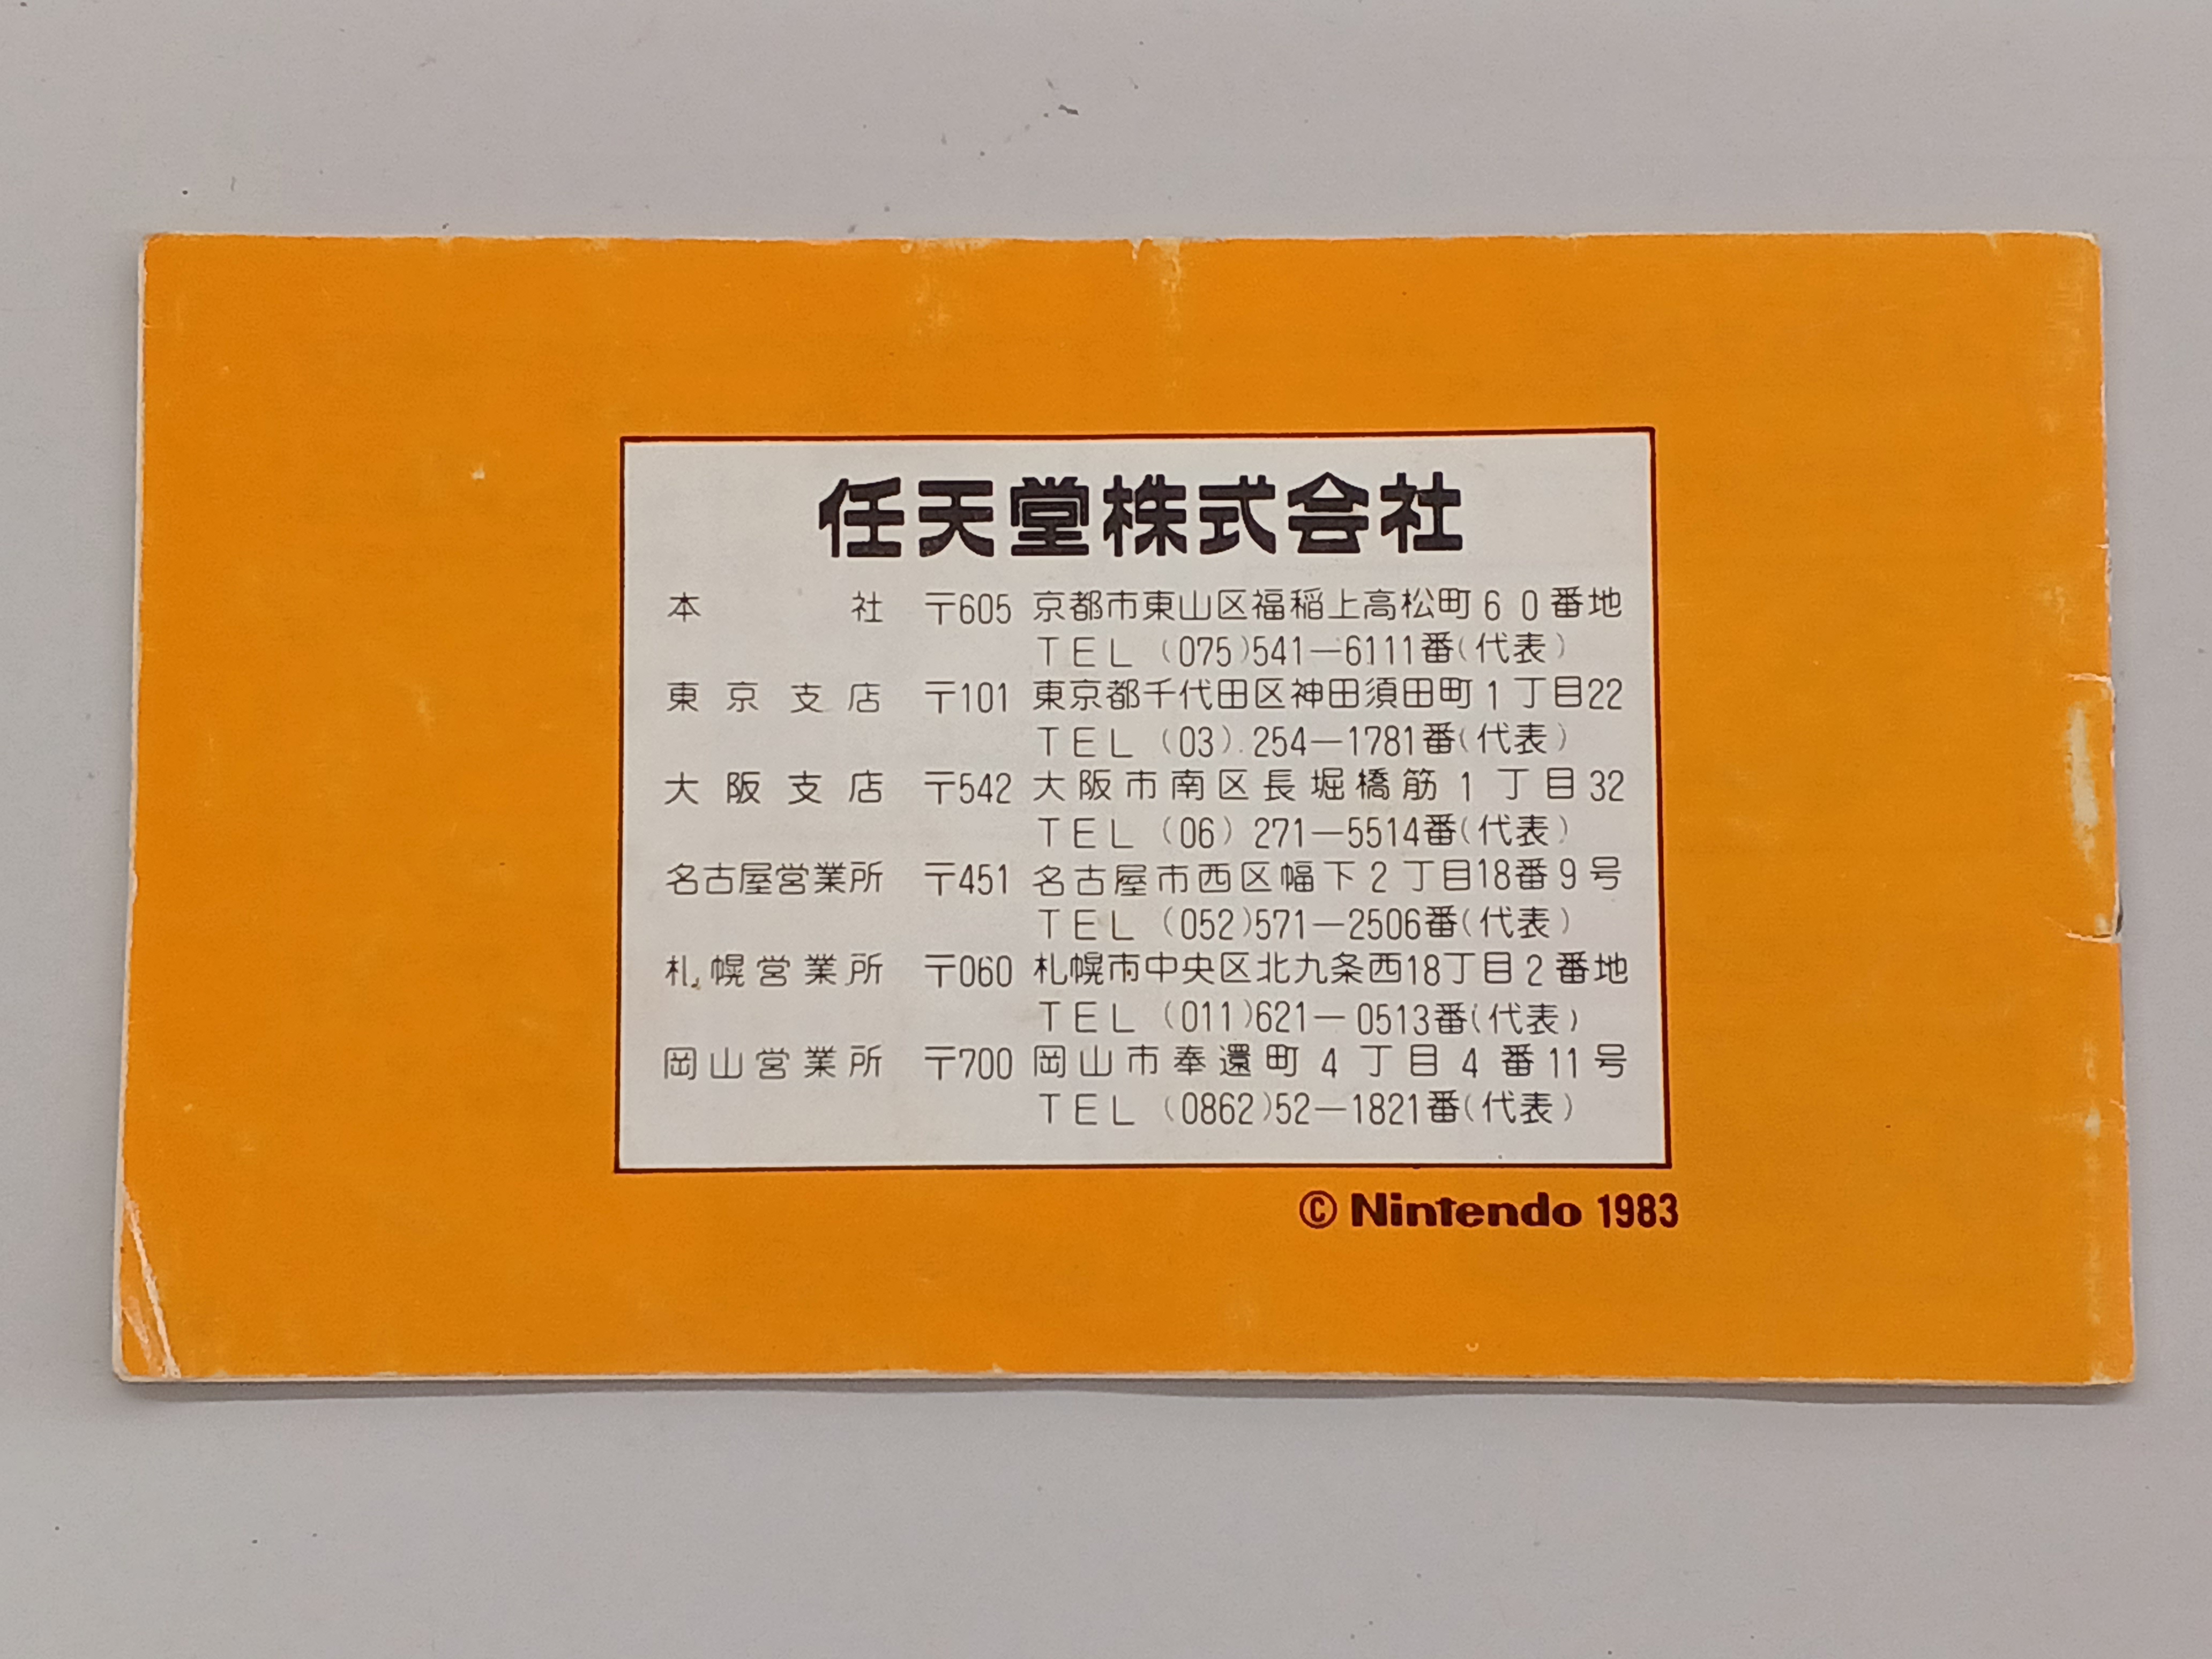 任天堂株式会社
本社 〒605 京都市東山区福稲上高松町60番地
TEL (075)541—6111番(代表)
東京支店 〒101 東京都千代田区神田須田町1丁目22
TEL (03) 254—1781番(代表)
大阪支店 〒542 大阪市南区長堀橋筋1丁目32
TEL (06) 271—5514番(代表)
名古屋営業所 〒451 名古屋市西区幅下2丁目18番9号
TEL (052)571—2506番(代表)
札幌営業所 〒060 札幌市中央区北九条西18丁目2番地
TEL (011)621—0513番(代表)
岡山営業所 〒700 岡山市奉還町4丁目4番11号
TEL (0862)52—1821番(代表)
© Nintendo 1983